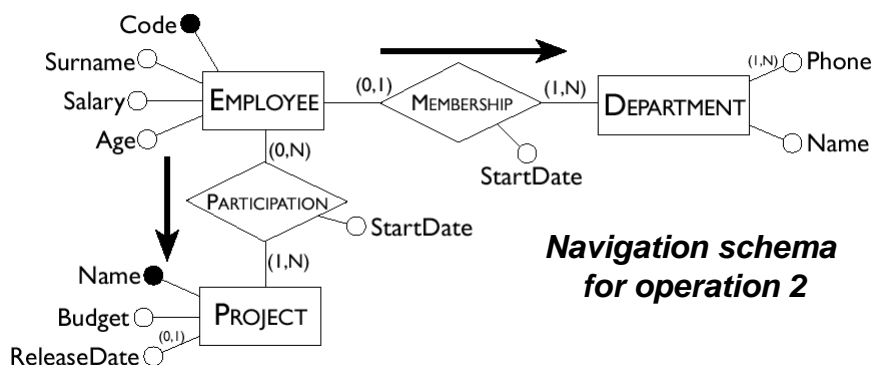 Code
Surname
Salary
Age
EMPLOYEE
(0,1)
MEMBERSHIP
(1,N)
DEPARTMENT
(1,N)
Phone
Name
StartDate
(0,N)
PARTICIPATION
StartDate
(1,N)
Name
Budget
(0,1)
ReleaseDate
PROJECT
Navigation schema
for operation 2